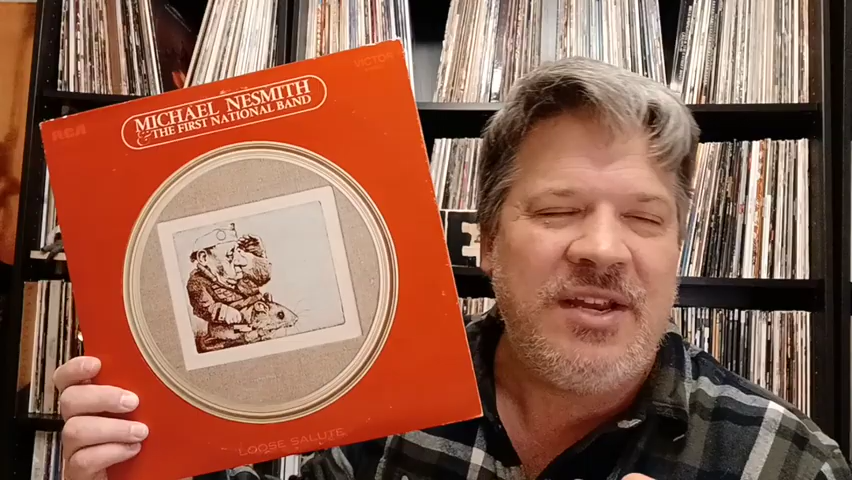 RCA
VICTOR
MICHAEL NESMITH
& THE FIRST NATIONAL BAND
LOOSE SALUTE